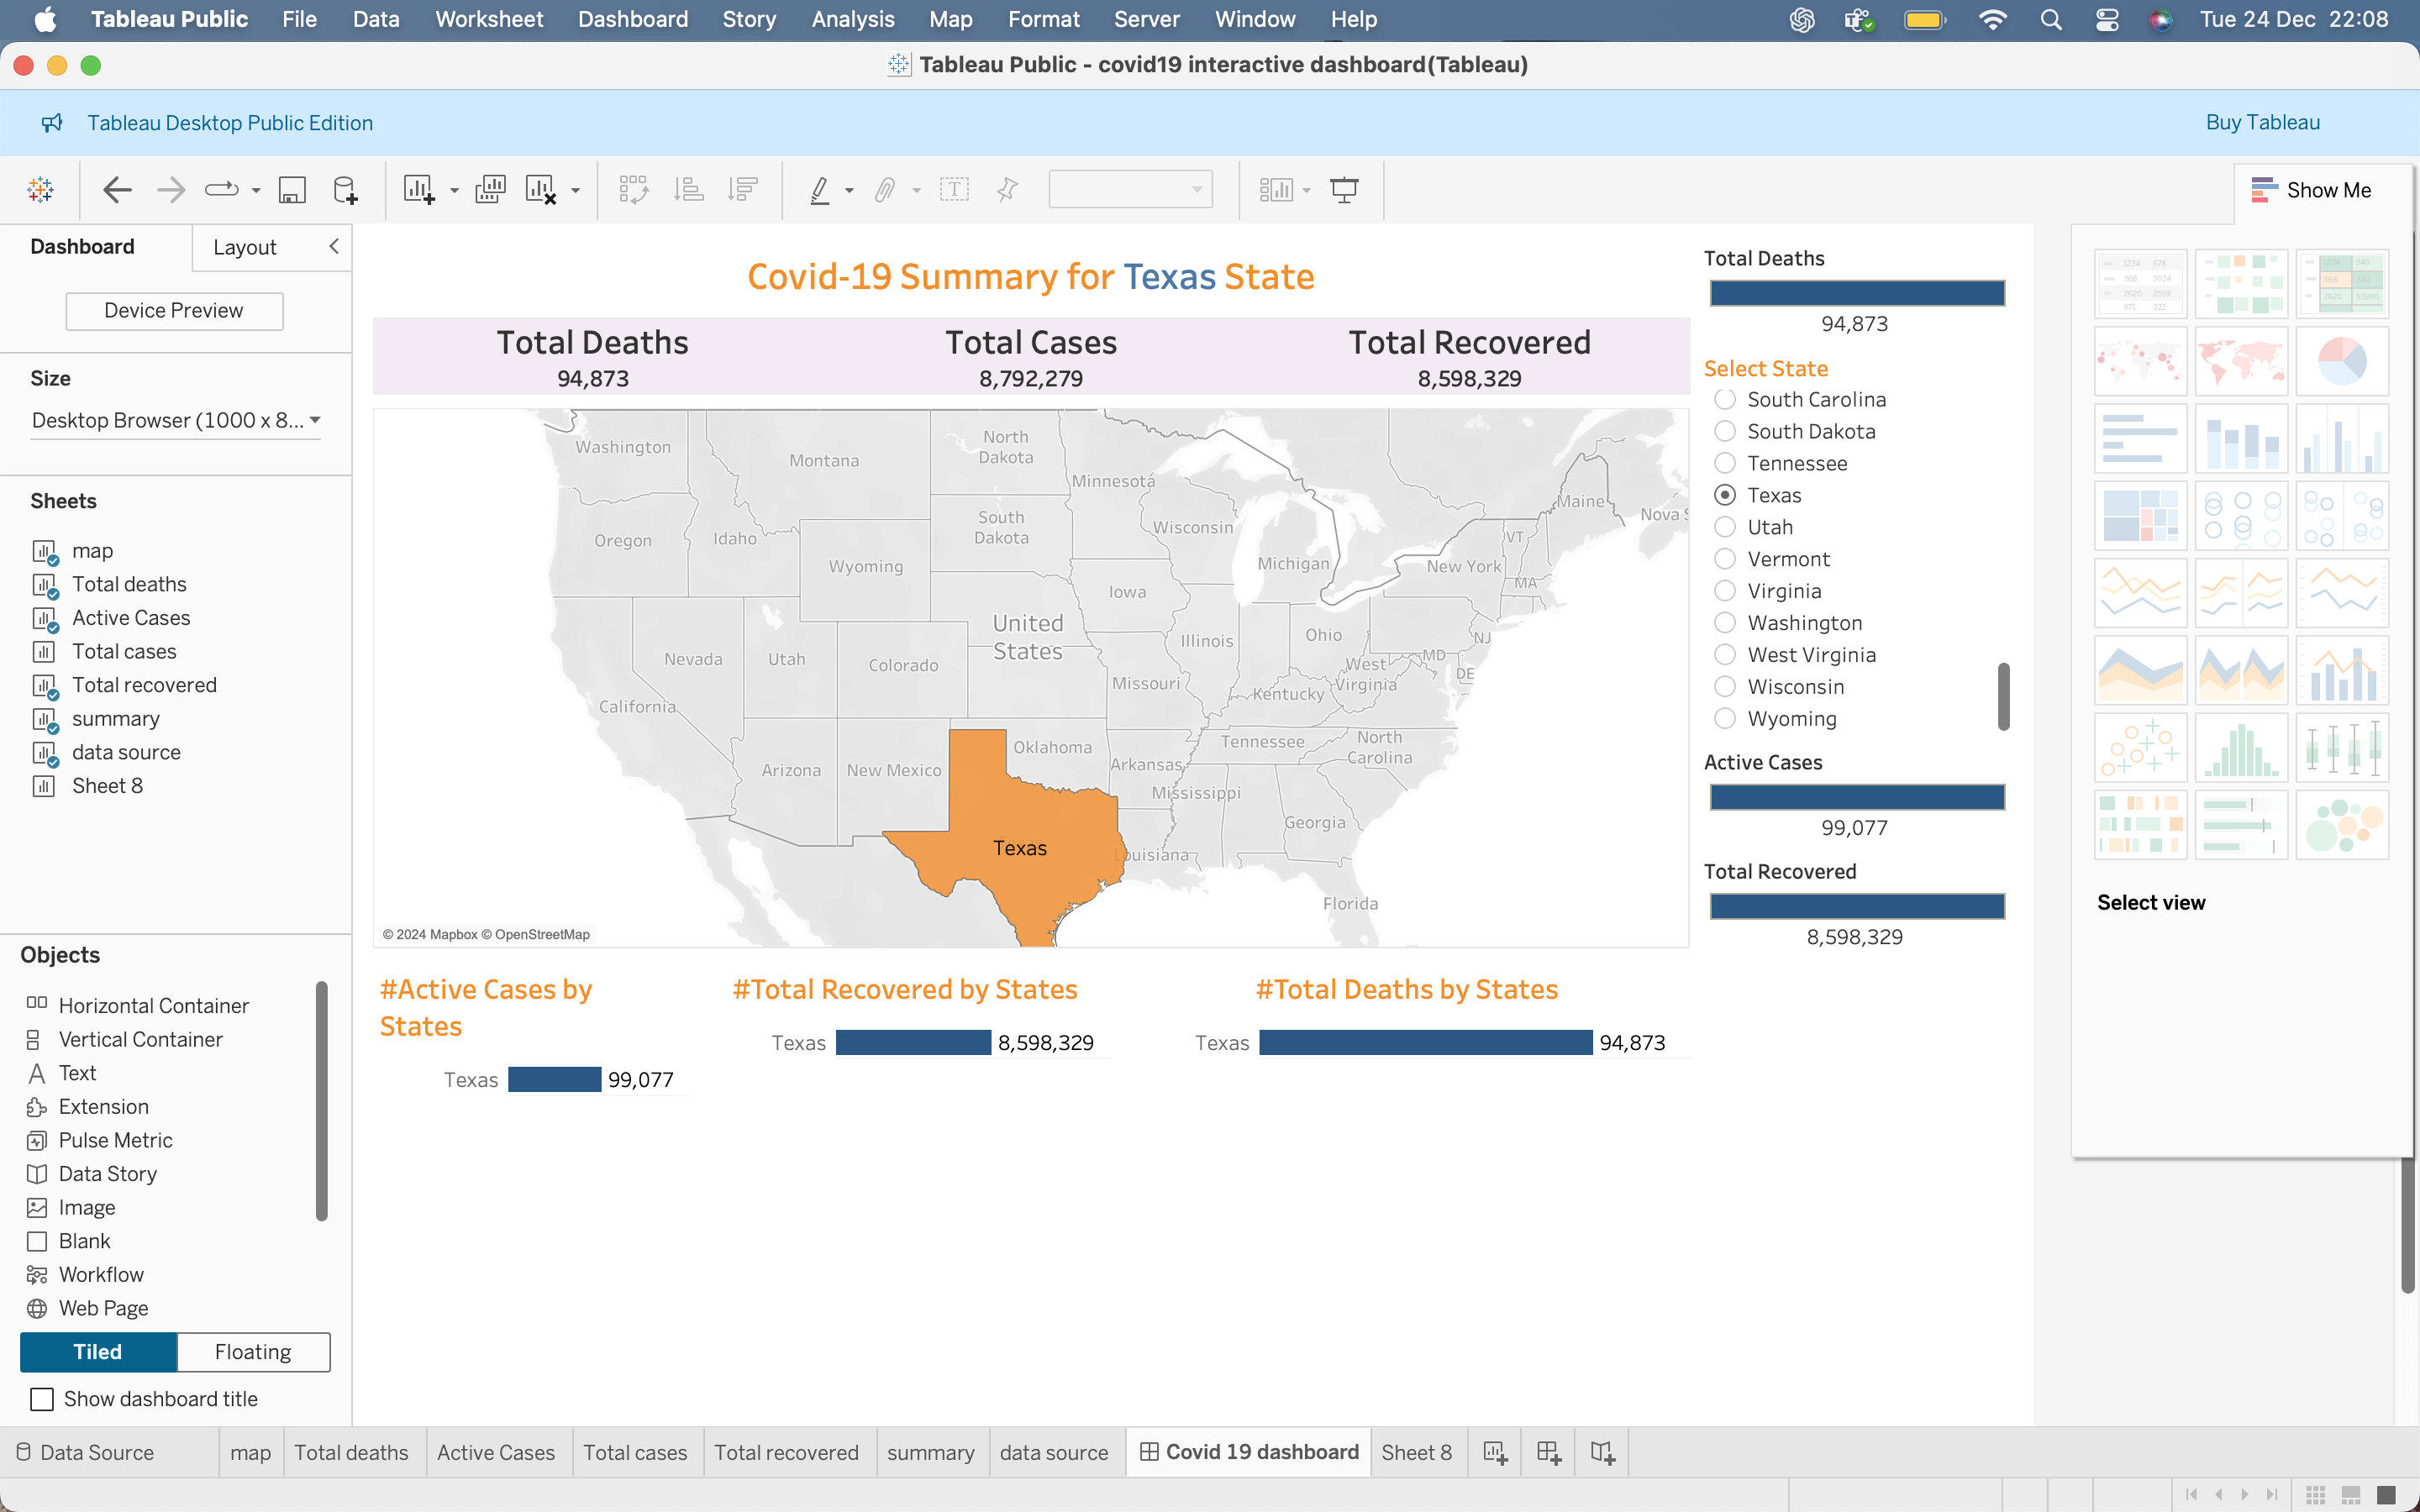 Tableau Public File Data Worksheet Dashboard Story Analysis Map Format Server Window Help Tue 24 Dec 22:08
Tableau Public - covid19 interactive dashboard(Tableau)
Tableau Desktop Public Edition
Buy Tableau
Show Me
Dashboard
Layout
Device Preview
Size
Desktop Browser (1000 x 8...
Sheets
map
Total deaths
Active Cases
Total cases
Total recovered
summary
data source
Sheet 8
Objects
Horizontal Container
Vertical Container
Text
Extension
Pulse Metric
Data Story
Image
Blank
Workflow
Web Page
Tiled
Floating
Show dashboard title
Covid-19 Summary for Texas State
Total Deaths
94,873
Total Cases
8,792,279
Total Recovered
8,598,329
Washington
Montana
North
Dakota
Minnesota
Maine
Nova S
Oregon
Idaho
South
Dakota
Wisconsin
VT
Wyoming
Michigan
New York
MA
Iowa
United
States
Illinois
Ohio
NJ
Nevada
Utah
Colorado
West
Virginia
MD
DE
Missouri
Kentucky
California
Oklahoma
Tennessee
North
Carolina
Arizona
New Mexico
Arkansas
Mississippi
Georgia
Texas
Louisiana
Florida
© 2024 Mapbox © OpenStreetMap
#Active Cases by
States
Texas 99,077
#Total Recovered by States
Texas 8,598,329
#Total Deaths by States
Texas 94,873
Total Deaths
94,873
Select State
South Carolina
South Dakota
Tennessee
Texas
Utah
Vermont
Virginia
Washington
West Virginia
Wisconsin
Wyoming
Active Cases
99,077
Total Recovered
8,598,329
Select view
Data Source map Total deaths Active Cases Total cases Total recovered summary data source Covid 19 dashboard Sheet 8